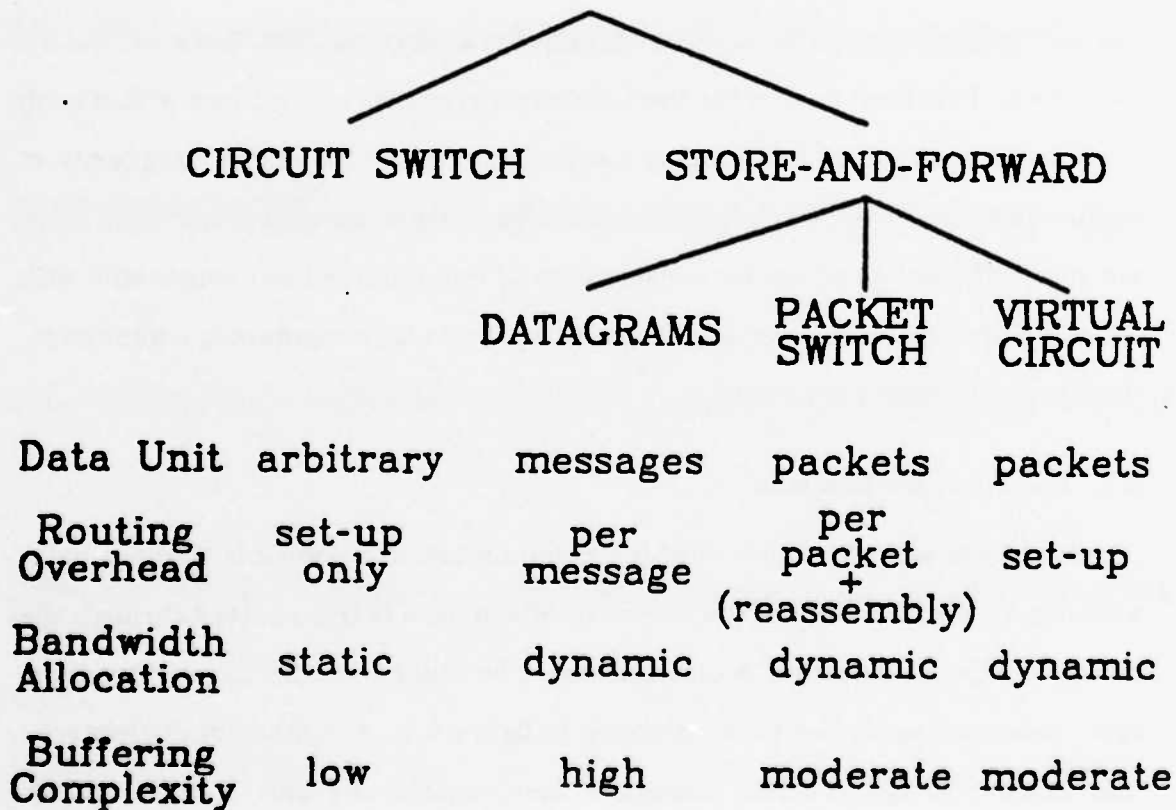 CIRCUIT SWITCH STORE-AND-FORWARD
DATAGRAMS PACKET SWITCH VIRTUAL CIRCUIT
Data Unit arbitrary messages packets packets
Routing Overhead set-up only per message per packet + (reassembly) set-up
Bandwidth Allocation static dynamic dynamic dynamic
Buffering Complexity low high moderate moderate